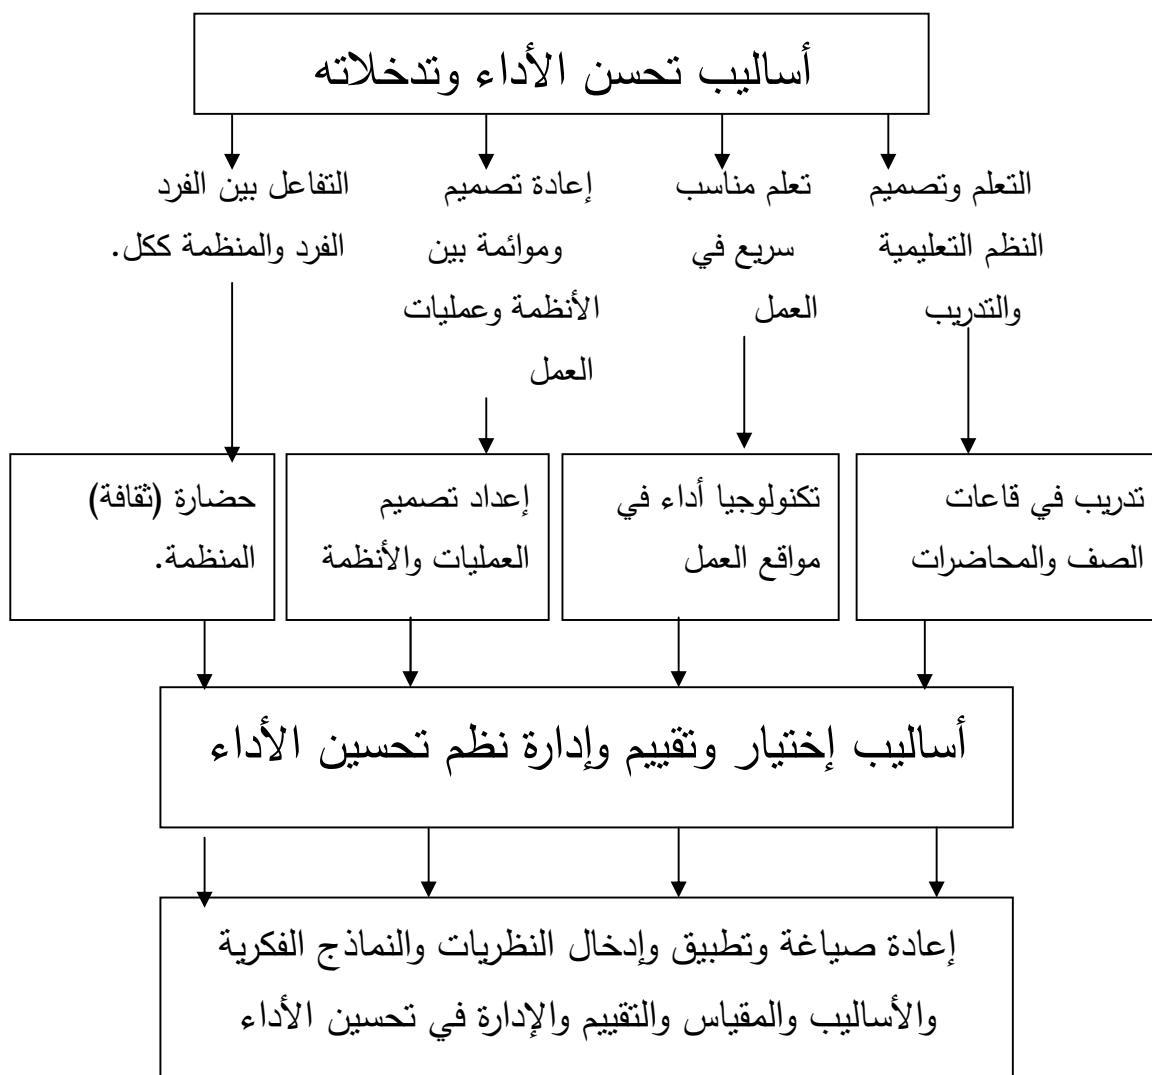 أساليب تحسن الأداء وتدخلاته
التعلم وتصميم
النظم التعليمية
والتدريب
تعلم مناسب
سريع في
العمل
إعادة تصميم
وموائمة بين
الأنظمة وعمليات
العمل
التفاعل بين الفرد
الفرد والمنظمة ككل.
تدريب في قاعات
الصف والمحاضرات
تكنولوجيا أداء في
مواقع العمل
إعداد تصميم
العمليات والأنظمة
حضارة (ثقافة)
المنظمة.
أساليب إختيار وتقييم وإدارة نظم تحسين الأداء
إعادة صياغة وتطبيق وإدخال النظريات والنماذج الفكرية
والأساليب والمقياس والتقييم والإدارة في تحسين الأداء